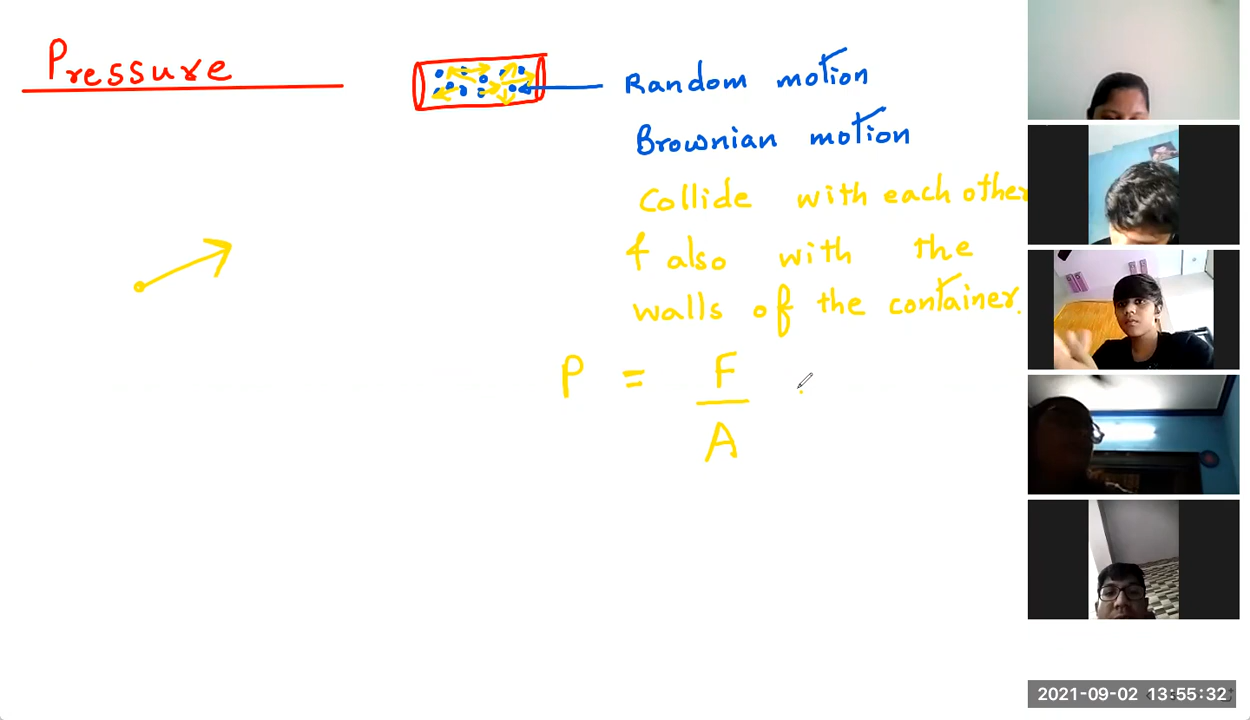 Pressure
Random motion
Brownian motion
Collide with each other
& also with the
walls of the container.
P = F
A
2021-09-02 13:55:32